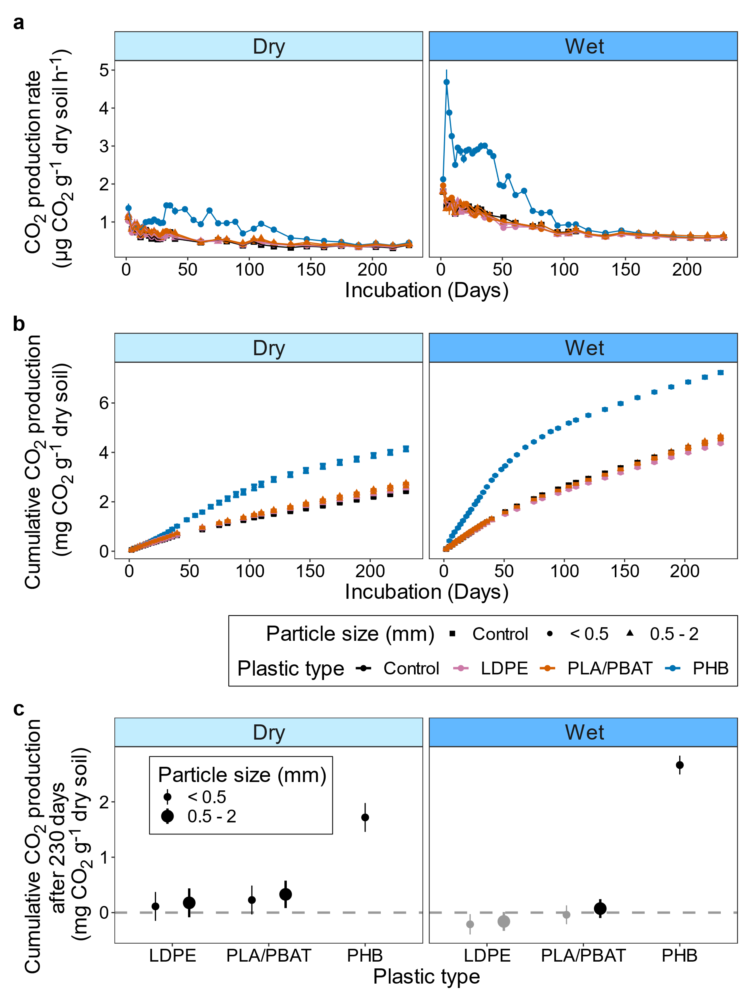 a
Dry
Wet
CO2 production rate
(µg CO2 g-1 dry soil h-1)
5
4
3
2
1
0 50 100 150 200
0 50 100 150 200
Incubation (Days)
b
Dry
Wet
Cumulative CO2 production
(mg CO2 g-1 dry soil)
6
4
2
0
0 50 100 150 200
0 50 100 150 200
Incubation (Days)
Particle size (mm) Control < 0.5 0.5 - 2
Plastic type Control LDPE PLA/PBAT PHB
c
Dry
Wet
Cumulative CO2 production
after 230 days
(mg CO2 g-1 dry soil)
Particle size (mm)
< 0.5
0.5 - 2
2
1
0
LDPE PLA/PBAT PHB
LDPE PLA/PBAT PHB
Plastic type